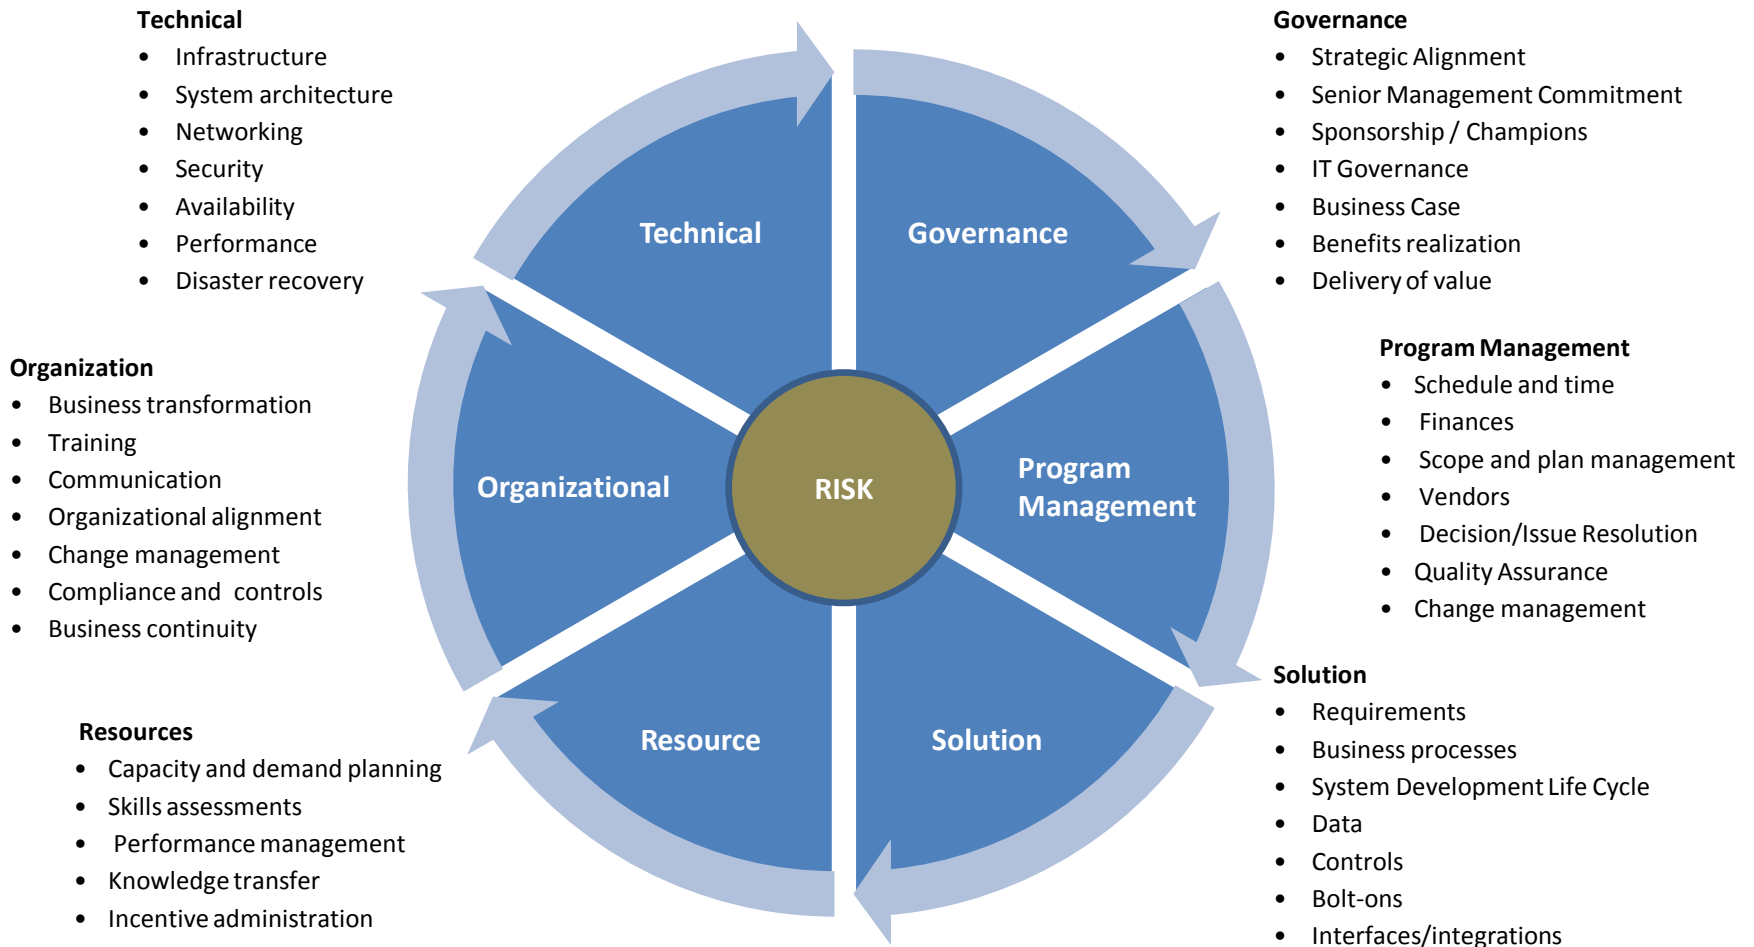 Technical
• Infrastructure
• System architecture
• Networking
• Security
• Availability
• Performance
• Disaster recovery
Governance
• Strategic Alignment
• Senior Management Commitment
• Sponsorship / Champions
• IT Governance
• Business Case
• Benefits realization
• Delivery of value
Organization
• Business transformation
• Training
• Communication
• Organizational alignment
• Change management
• Compliance and controls
• Business continuity
Program Management
• Schedule and time
• Finances
• Scope and plan management
• Vendors
• Decision/Issue Resolution
• Quality Assurance
• Change management
Resources
• Capacity and demand planning
• Skills assessments
• Performance management
• Knowledge transfer
• Incentive administration
Solution
• Requirements
• Business processes
• System Development Life Cycle
• Data
• Controls
• Bolt-ons
• Interfaces/integrations
Technical
Governance
Organizational
RISK
Program
Management
Resource
Solution